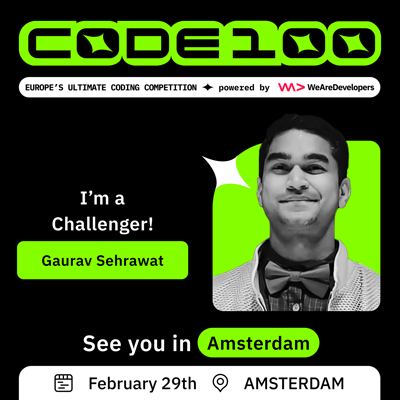 CODE100
EUROPE’S ULTIMATE CODING COMPETITION ✦ powered by WeAreDevelopers
I’m a
Challenger!
Gaurav Sehrawat
See you in Amsterdam
February 29th AMSTERDAM